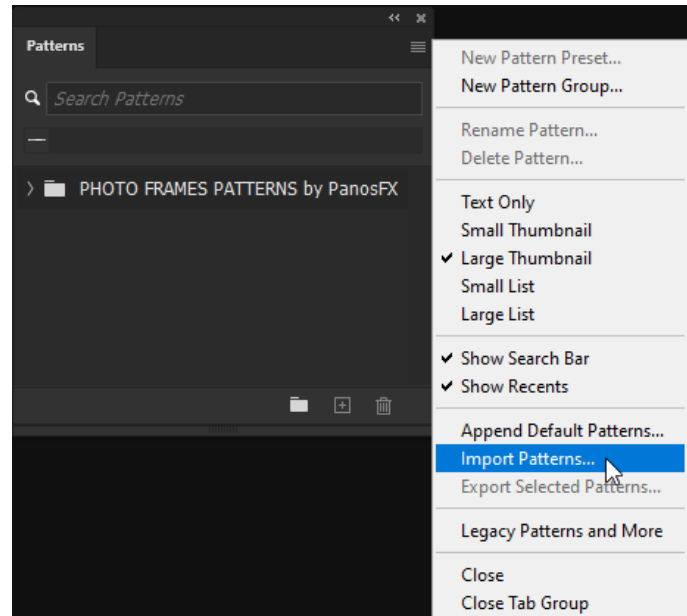 Patterns
Search Patterns
PHOTO FRAMES PATTERNS by PanosFX
New Pattern Preset...
New Pattern Group...
Rename Pattern...
Delete Pattern...
Text Only
Small Thumbnail
Large Thumbnail
Small List
Large List
Show Search Bar
Show Recents
Append Default Patterns...
Import Patterns...
Export Selected Patterns...
Legacy Patterns and More
Close
Close Tab Group